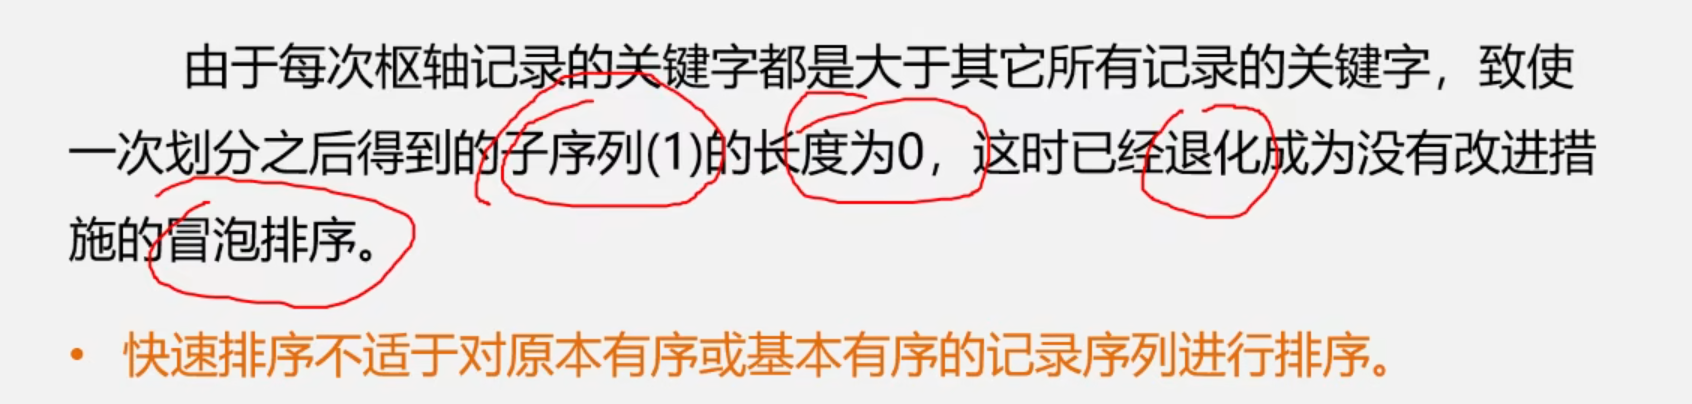 由于每次枢轴记录的关键字都是大于其它所有记录的关键字，致使
一次划分之后得到的子序列(1)的长度为0，这时已经退化成为没有改进措
施的冒泡排序。
• 快速排序不适于对原本有序或基本有序的记录序列进行排序。